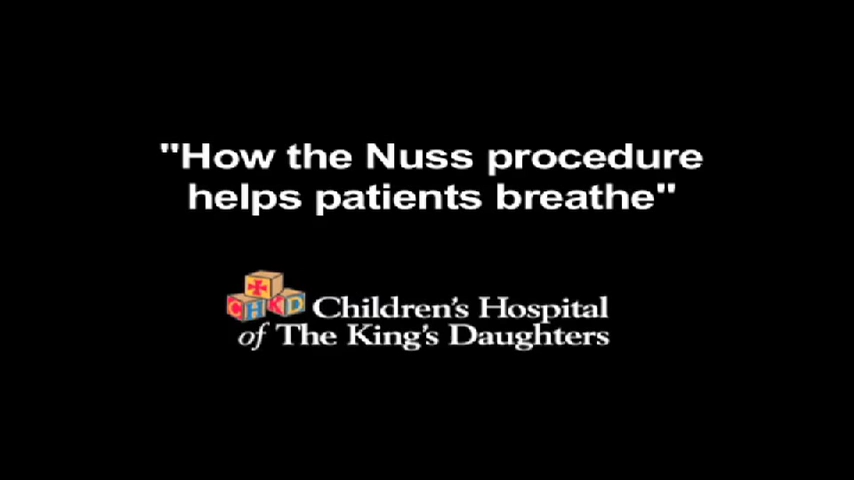 "How the Nuss procedure
helps patients breathe"
CHKD
Children's Hospital
of The King's Daughters